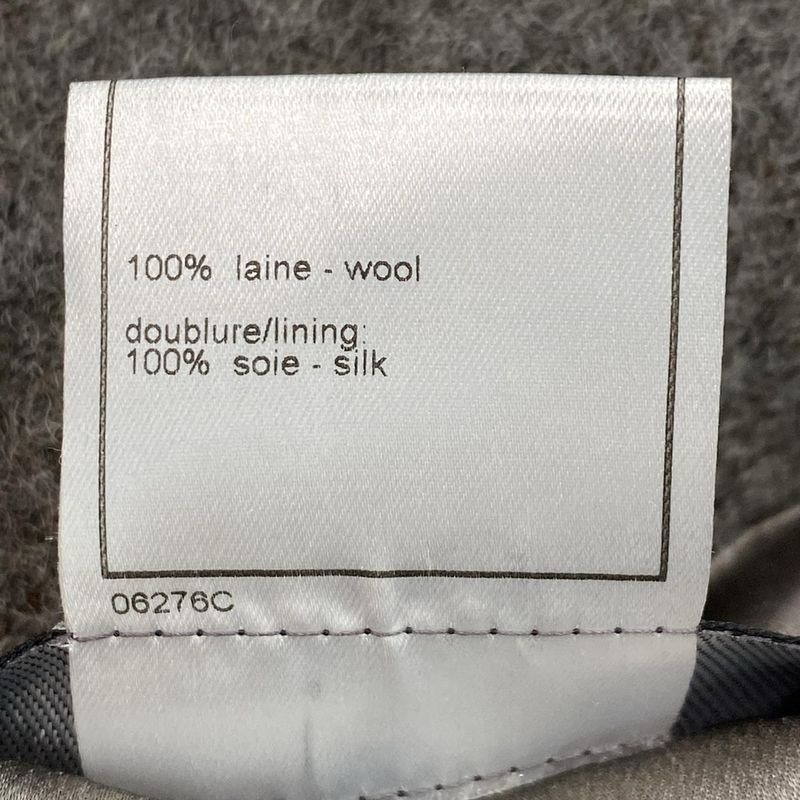 100% laine - wool
doublure/lining:
100% soie - silk
06276C